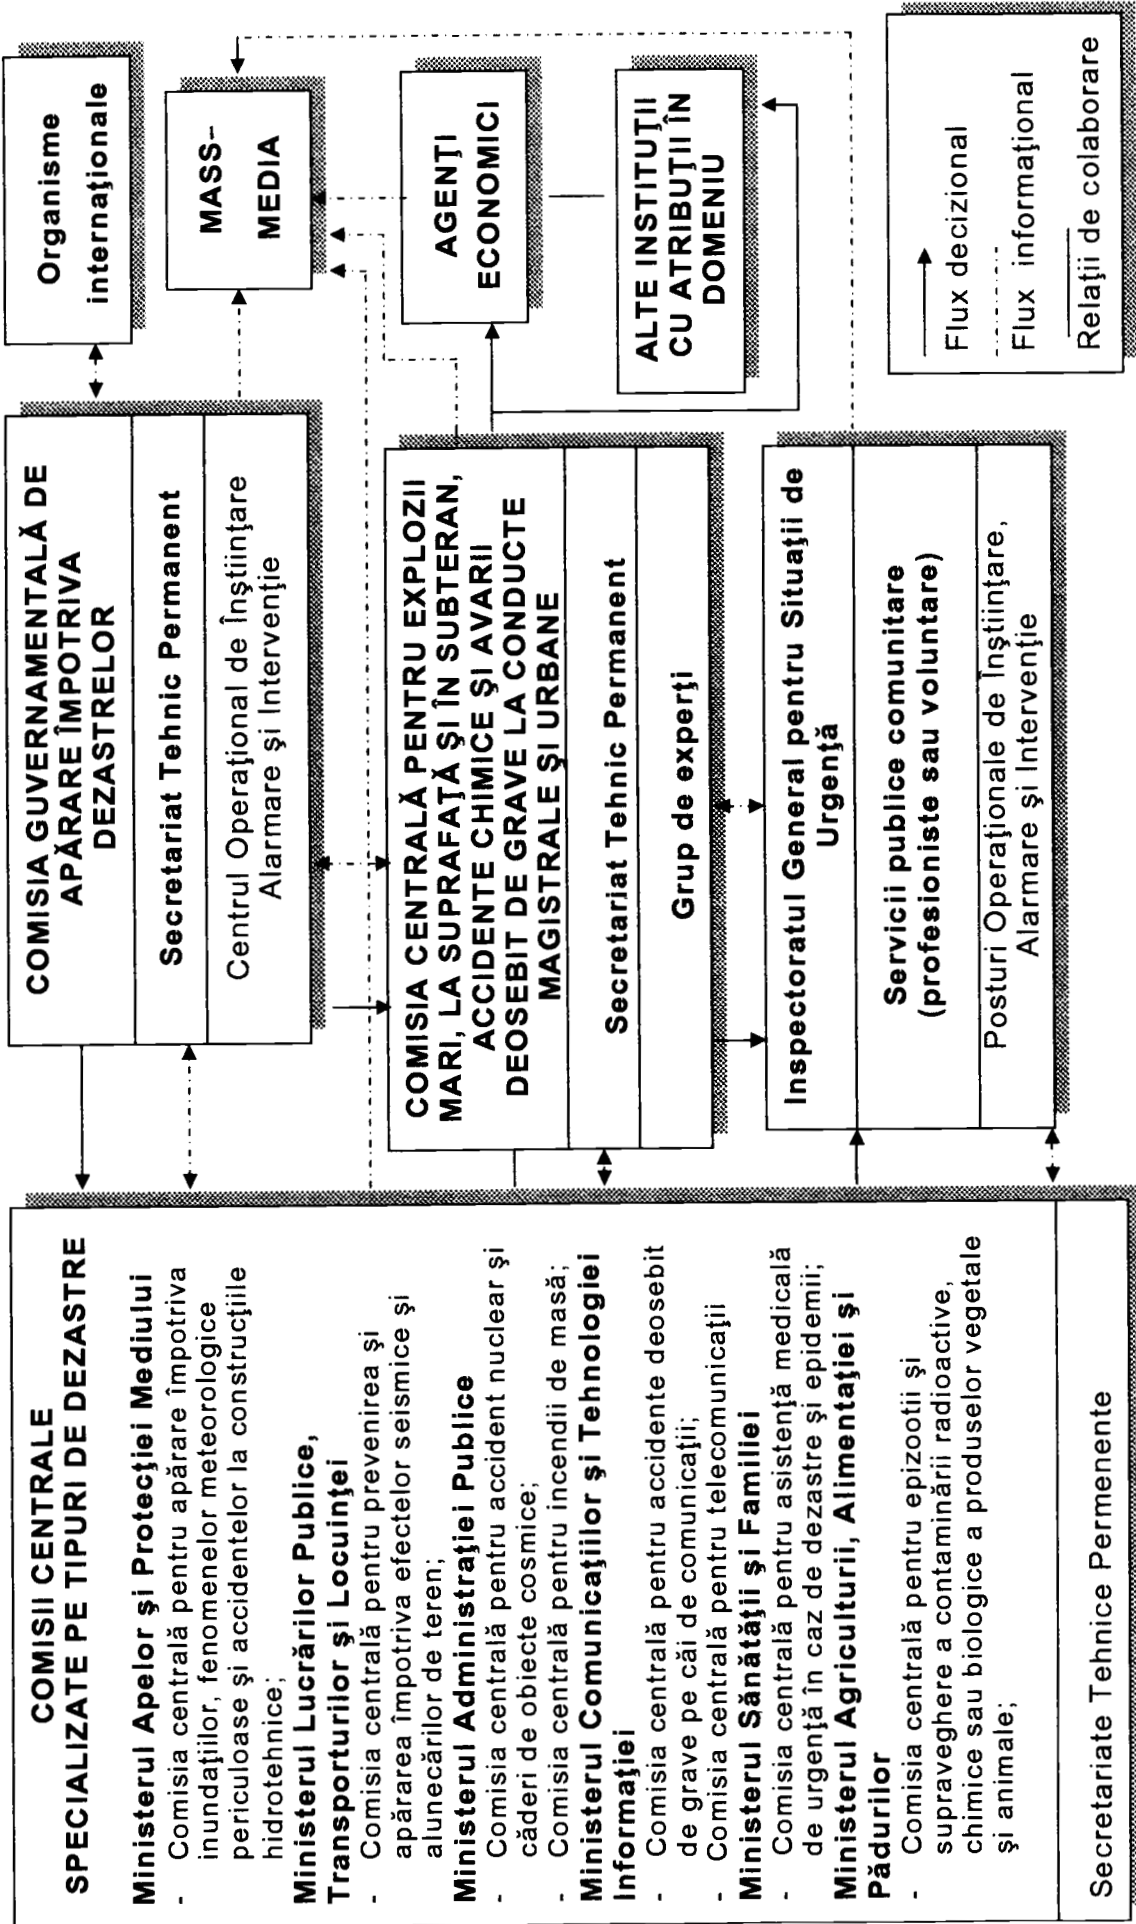 COMISII CENTRALE
SPECIALIZATE PE TIPURI DE DEZASTRE
Ministerul Apelor şi Protecţiei Mediului
- Comisia centrală pentru apărare împotriva
inundaţiilor, fenomenelor meteorologice
periculoase şi accidentelor la construcţiile
hidrotehnice;
Ministerul Lucrărilor Publice,
Transporturilor şi Locuinţei
- Comisia centrală pentru prevenirea şi
apărarea împotriva efectelor seismice şi
alunecărilor de teren;
Ministerul Administraţiei Publice
- Comisia centrală pentru accident nuclear şi
căderi de obiecte cosmice;
- Comisia centrală pentru incendii de masă;
Ministerul Comunicaţiilor şi Tehnologiei
Informaţiei
- Comisia centrală pentru accidente deosebit
de grave pe căi de comunicaţii;
- Comisia centrală pentru telecomunicaţii
Ministerul Sănătăţii şi Familiei
- Comisia centrală pentru asistenţă medicală
de urgenţă în caz de dezastre şi epidemii;
Ministerul Agriculturii, Alimentaţiei şi
Pădurilor
- Comisia centrală pentru epizootii şi
supraveghere a contaminării radioactive,
chimice sau biologice a produselor vegetale
şi animale;
Secretariate Tehnice Permenente
COMISIA GUVERNAMENTALĂ DE
APĂRARE ÎMPOTRIVA
DEZASTRELOR
Secretariat Tehnic Permanent
Centrul Operaţional de Înştiinţare
Alarmare şi Intervenţie
COMISIA CENTRALĂ PENTRU EXPLOZII
MARI, LA SUPRAFAŢĂ ŞI ÎN SUBTERAN,
ACCIDENTE CHIMICE ŞI AVARII
DEOSEBIT DE GRAVE LA CONDUCTE
MAGISTRALE ŞI URBANE
Secretariat Tehnic Permanent
Grup de experţi
Inspectoratul General pentru Situaţii de
Urgenţă
Servicii publice comunitare
(profesioniste sau voluntare)
Posturi Operaţionale de Înştiinţare,
Alarmare şi Intervenţie
Organisme
internaţionale
MASS-
MEDIA
AGENŢI
ECONOMICI
ALTE INSTITUŢII
CU ATRIBUŢII ÎN
DOMENIU
Flux decizional
Flux informaţional
Relaţii de colaborare